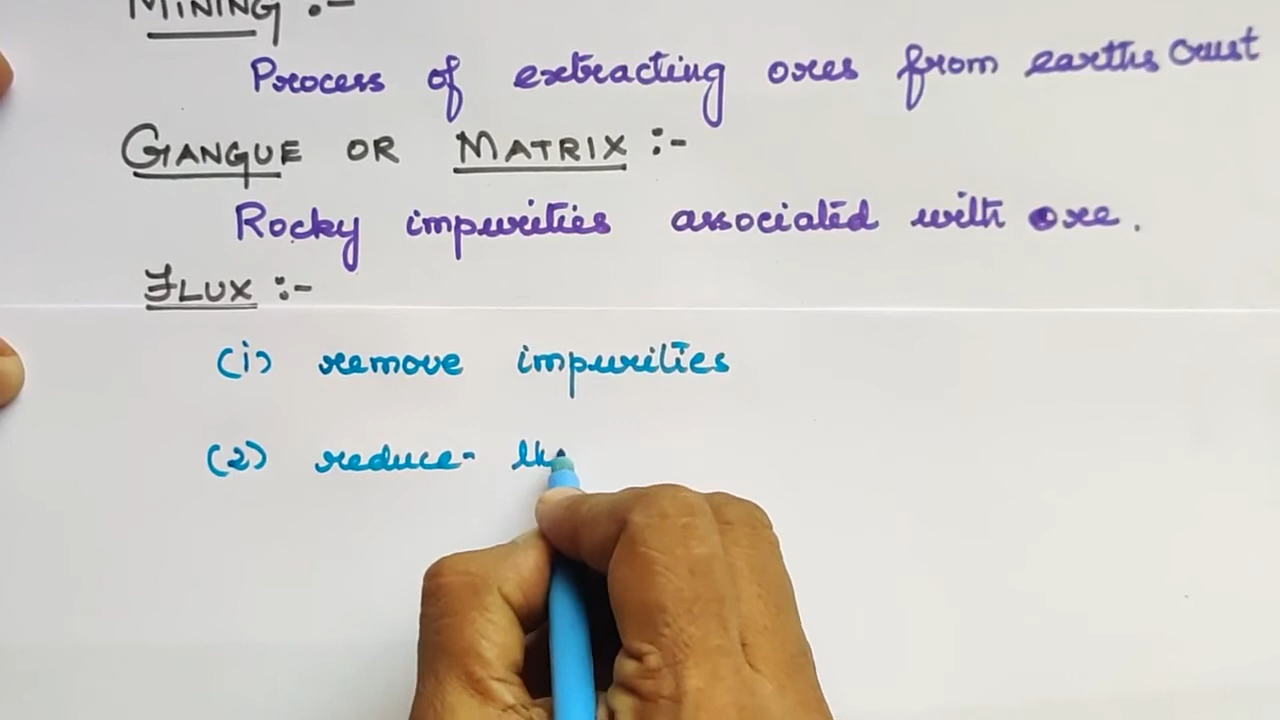 MINING :-
Process of extracting ores from earths crust
GANGUE OR MATRIX :-
Rocky impurities associated with ore.
FLUX :-
(i) remove impurities
(2) reduce